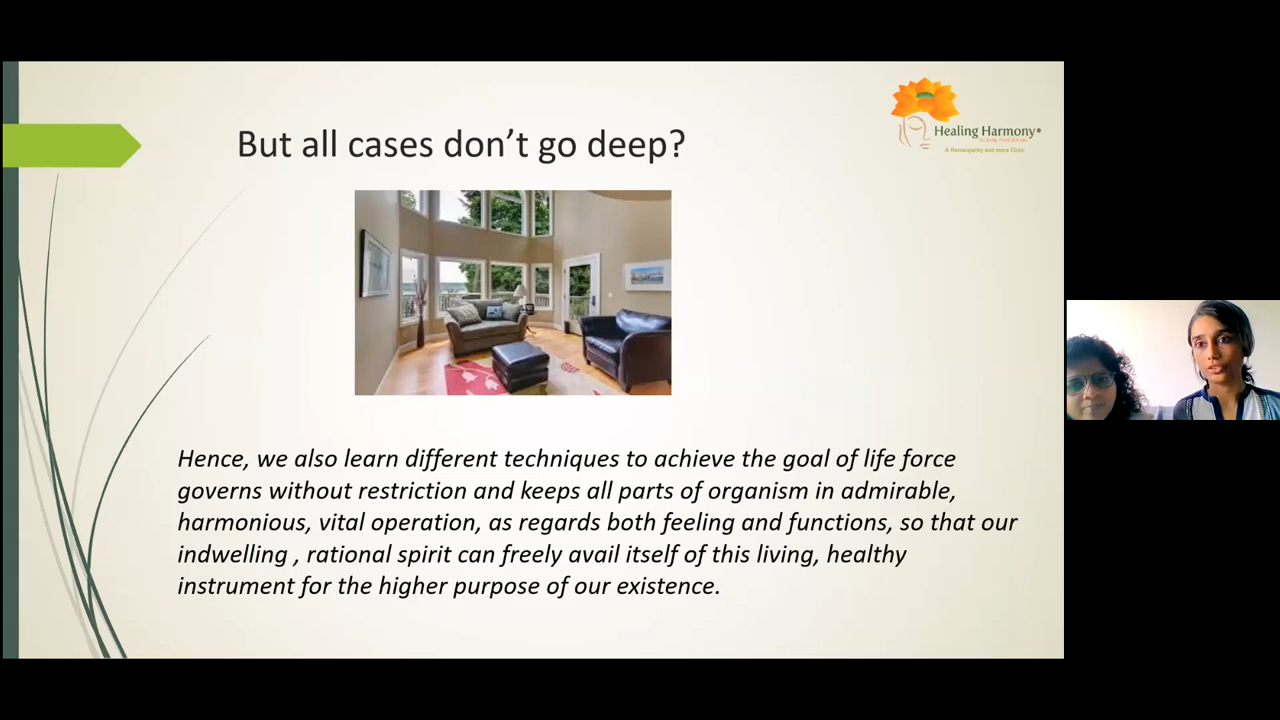 But all cases don't go deep?
Healing Harmony®
A Homeopathy and more Clinic
Hence, we also learn different techniques to achieve the goal of life force
governs without restriction and keeps all parts of organism in admirable,
harmonious, vital operation, as regards both feeling and functions, so that our
indwelling , rational spirit can freely avail itself of this living, healthy
instrument for the higher purpose of our existence.